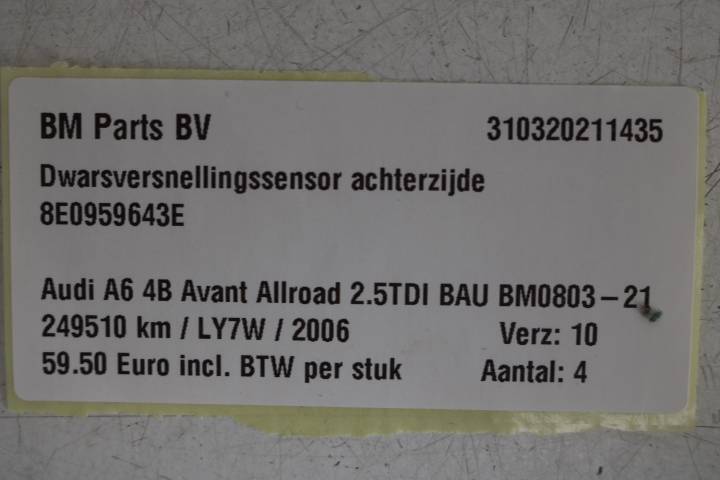 BM Parts BV 310320211435
Dwarsversnellingssensor achterzijde
8E0959643E
Audi A6 4B Avant Allroad 2.5TDI BAU BM0803-21
249510 km / LY7W / 2006 Verz: 10
59.50 Euro incl. BTW per stuk Aantal: 4